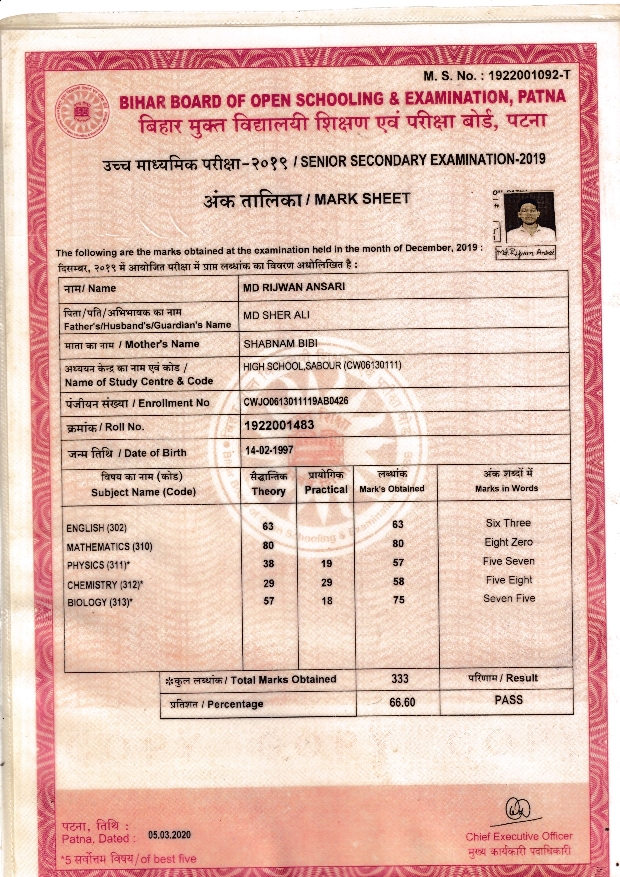 M. S. No. : 1922001092-T
BIHAR BOARD OF OPEN SCHOOLING & EXAMINATION, PATNA
बिहार मुक्त विद्यालयी शिक्षण एवं परीक्षा बोर्ड, पटना
उच्च माध्यमिक परीक्षा-२०१९ / SENIOR SECONDARY EXAMINATION-2019
अंक तालिका / MARK SHEET
Md. Rijwan Ansari
The following are the marks obtained at the examination held in the month of December, 2019 :
दिसम्बर, २०१९ में आयोजित परीक्षा में प्राप्त लब्धांक का विवरण अधोलिखित है :
नाम/ Name MD RIJWAN ANSARI
पिता/पति/अभिभावक का नाम
Father's/Husband's/Guardian's Name MD SHER ALI
माता का नाम / Mother's Name SHABNAM BIBI
अध्ययन केन्द्र का नाम एवं कोड / HIGH SCHOOL,SABOUR (CW06130111)
Name of Study Centre & Code
पंजीयन संख्या / Enrollment No CWJO0613011119AB0426
क्रमांक / Roll No. 1922001483
जन्म तिथि / Date of Birth 14-02-1997
विषय का नाम (कोड) सैद्धान्तिक प्रायोगिक लब्धांक अंक शब्दों में
Subject Name (Code) Theory Practical Mark's Obtained Marks in Words
ENGLISH (302) 63 63 Six Three
MATHEMATICS (310) 80 80 Eight Zero
PHYSICS (311)* 38 19 57 Five Seven
CHEMISTRY (312)* 29 29 58 Five Eight
BIOLOGY (313)* 57 18 75 Seven Five
*कुल लब्धांक / Total Marks Obtained 333 परिणाम / Result
प्रतिशत / Percentage 66.60 PASS
पटना, तिथि :
Patna, Dated : 05.03.2020
*5 सर्वोत्तम विषय/of best five
Chief Executive Officer
मुख्य कार्यकारी पदाधिकारी